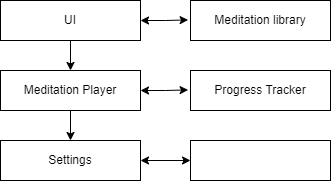 UI
Meditation library
Meditation Player
Progress Tracker
Settings